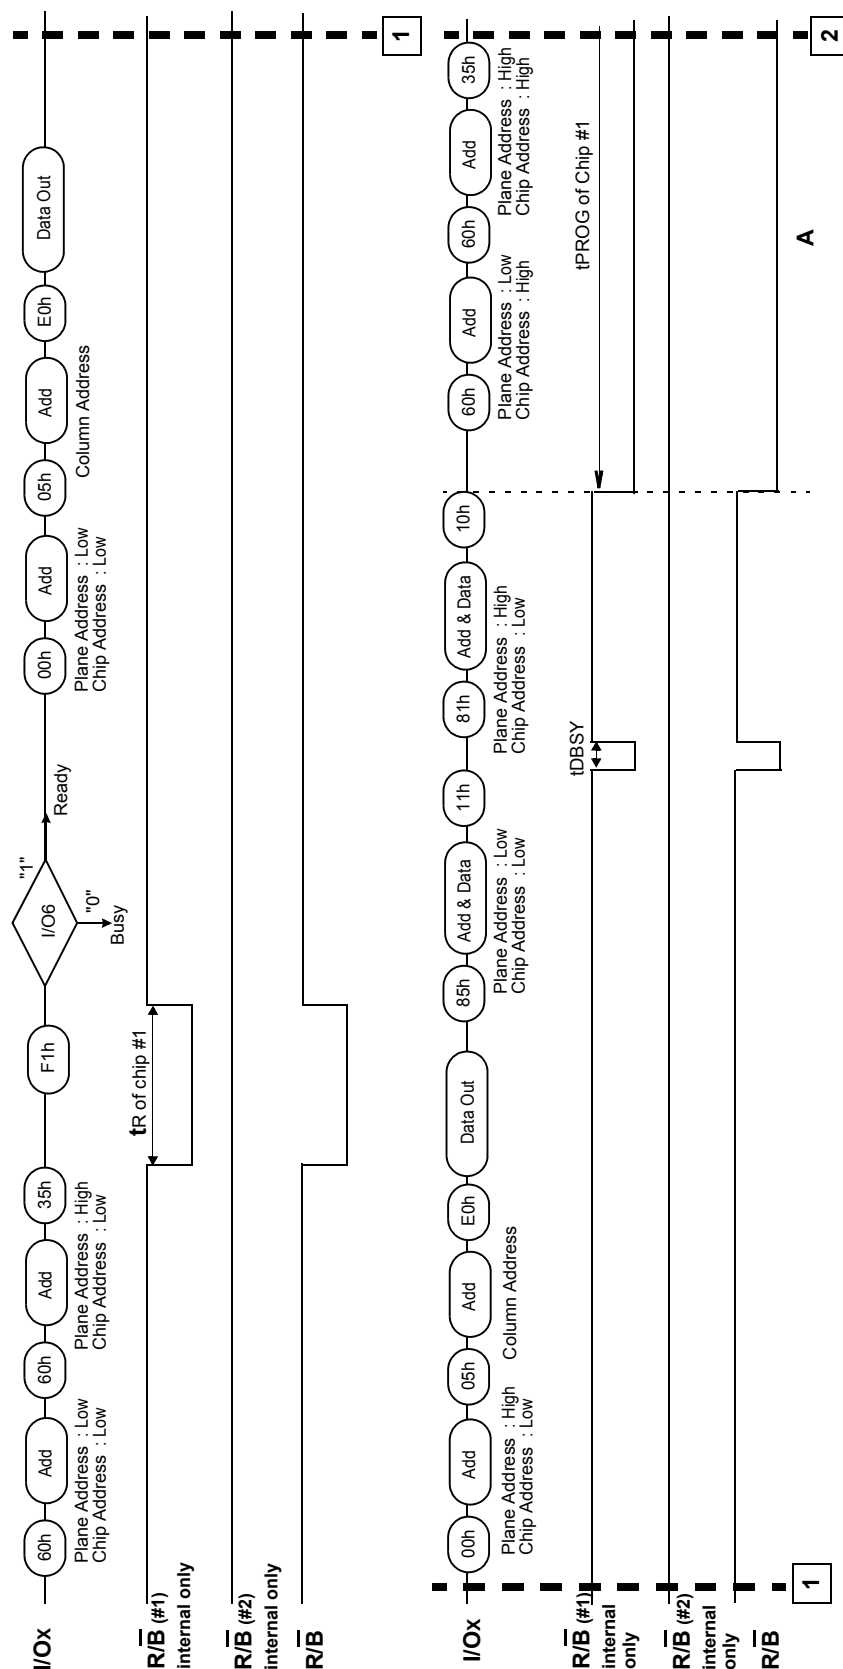 I/Ox
60h
Add
60h
Add
35h
F1h
I/O6
"1"
Ready
"0"
Busy
00h
Add
05h
Add
E0h
Data Out
Plane Address : Low
Chip Address : Low
Plane Address : High
Chip Address : Low
Plane Address : Low
Chip Address : Low
Column Address
R/B (#1)
internal only
tR of chip #1
R/B (#2)
internal only
R/B
1
I/Ox
00h
Add
05h
Add
E0h
Data Out
85h
Add & Data
11h
81h
Add & Data
10h
60h
Add
60h
Add
35h
Plane Address : High
Chip Address : Low
Column Address
Plane Address : Low
Chip Address : Low
Plane Address : High
Chip Address : Low
Plane Address : Low
Chip Address : High
Plane Address : High
Chip Address : High
R/B (#1)
internal
only
tDBSY
tPROG of Chip #1
R/B (#2)
internal
only
R/B
1
A
2